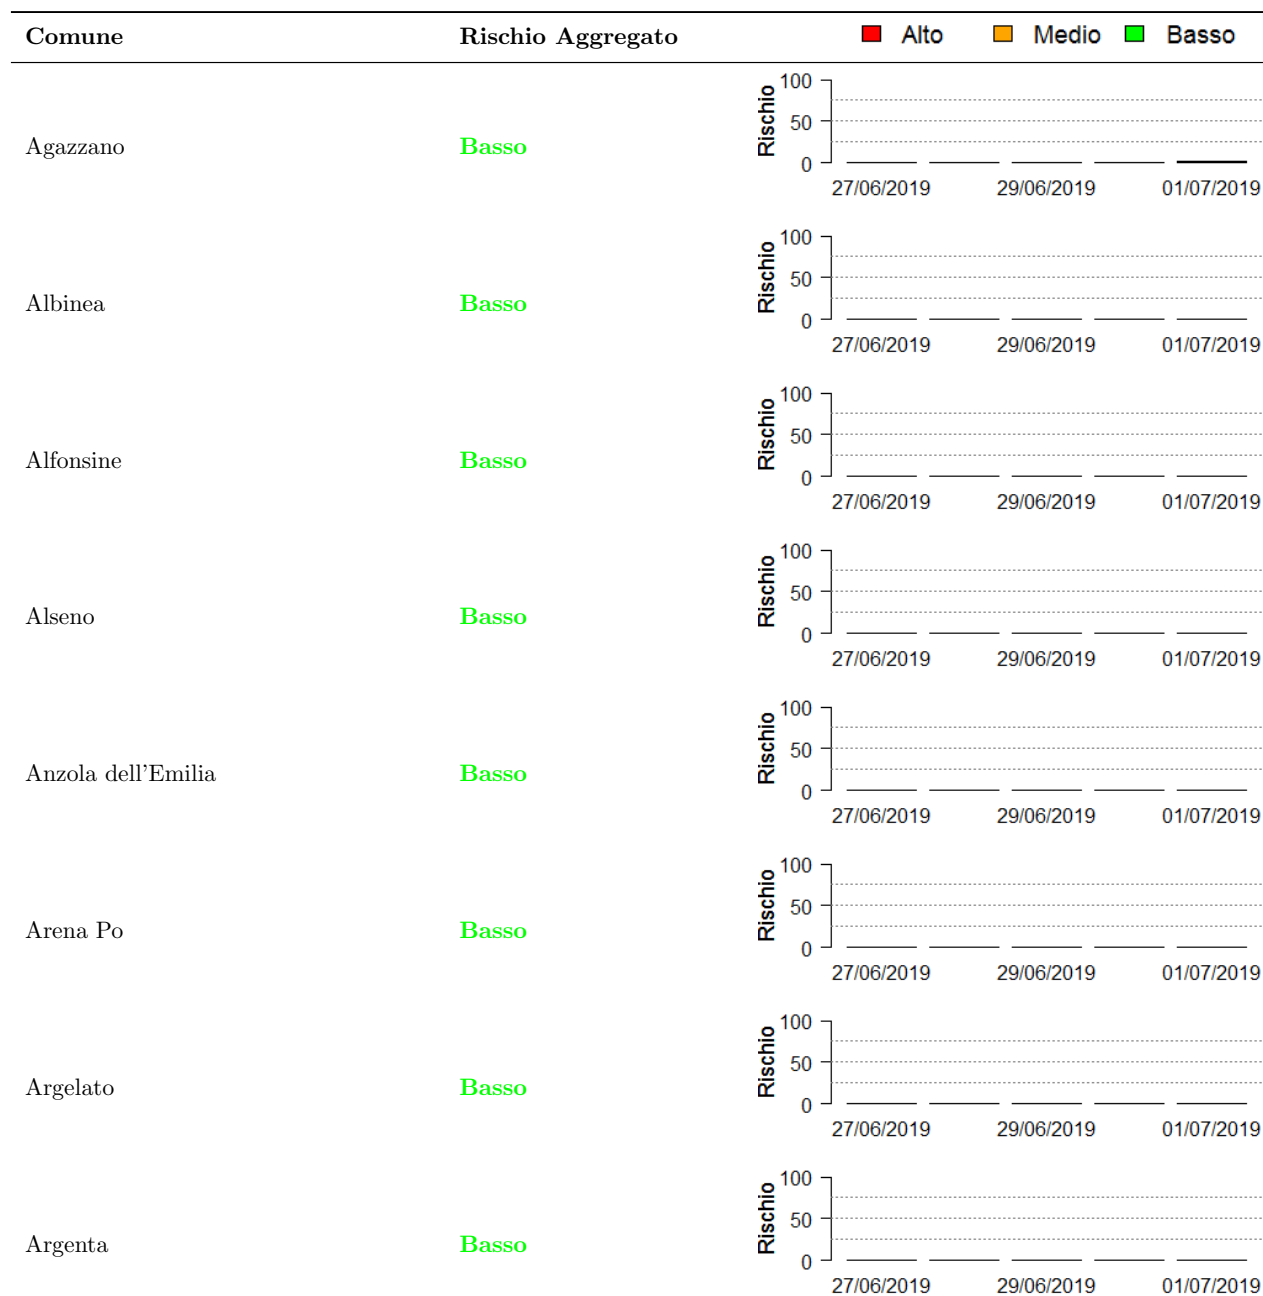 Comune Rischio Aggregato Alto Medio Basso
100
Rischio
50
Agazzano Basso
0
27/06/2019 29/06/2019 01/07/2019
100
Rischio
50
Albinea Basso
0
27/06/2019 29/06/2019 01/07/2019
100
Rischio
50
Alfonsine Basso
0
27/06/2019 29/06/2019 01/07/2019
100
Rischio
50
Alseno Basso
0
27/06/2019 29/06/2019 01/07/2019
100
Rischio
50
Anzola dell'Emilia Basso
0
27/06/2019 29/06/2019 01/07/2019
100
Rischio
50
Arena Po Basso
0
27/06/2019 29/06/2019 01/07/2019
100
Rischio
50
Argelato Basso
0
27/06/2019 29/06/2019 01/07/2019
100
Rischio
50
Argenta Basso
0
27/06/2019 29/06/2019 01/07/2019